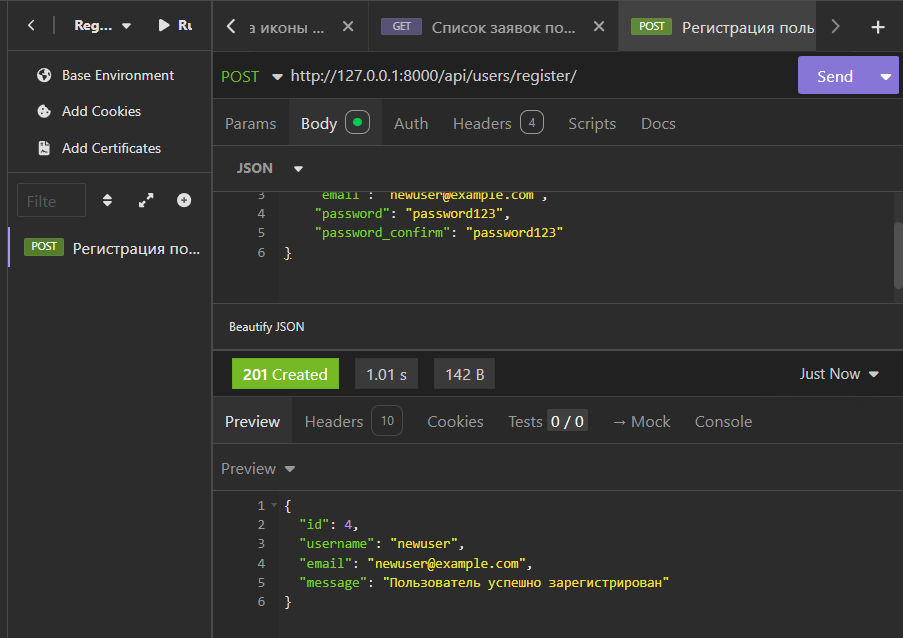 Reg...
Ru
а иконы ...
GET Список заявок по...
POST Регистрация поль
Base Environment
Add Cookies
Add Certificates
Filte
POST Регистрация по...
POST http://127.0.0.1:8000/api/users/register/
Send
Params Body Auth Headers 4 Scripts Docs
JSON
3 "email": "newuser@example.com",
4 "password": "password123",
5 "password_confirm": "password123"
6 }
Beautify JSON
201 Created 1.01 s 142 B Just Now
Preview Headers 10 Cookies Tests 0 / 0 → Mock Console
Preview
1 {
2 "id": 4,
3 "username": "newuser",
4 "email": "newuser@example.com",
5 "message": "Пользователь успешно зарегистрирован"
6 }